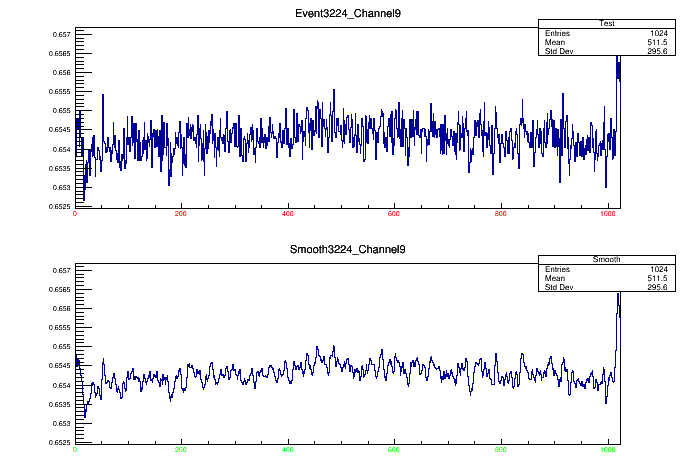 Event3224_Channel9
Test
Entries 1024
Mean 511.5
Std Dev 295.6
0.657
0.6565
0.656
0.6555
0.655
0.6545
0.654
0.6535
0.653
0.6525
0 200 400 600 800 1000
Smooth3224_Channel9
Smooth
Entries 1024
Mean 511.5
Std Dev 295.6
0.657
0.6565
0.656
0.6555
0.655
0.6545
0.654
0.6535
0.653
0.6525
0 200 400 600 800 1000